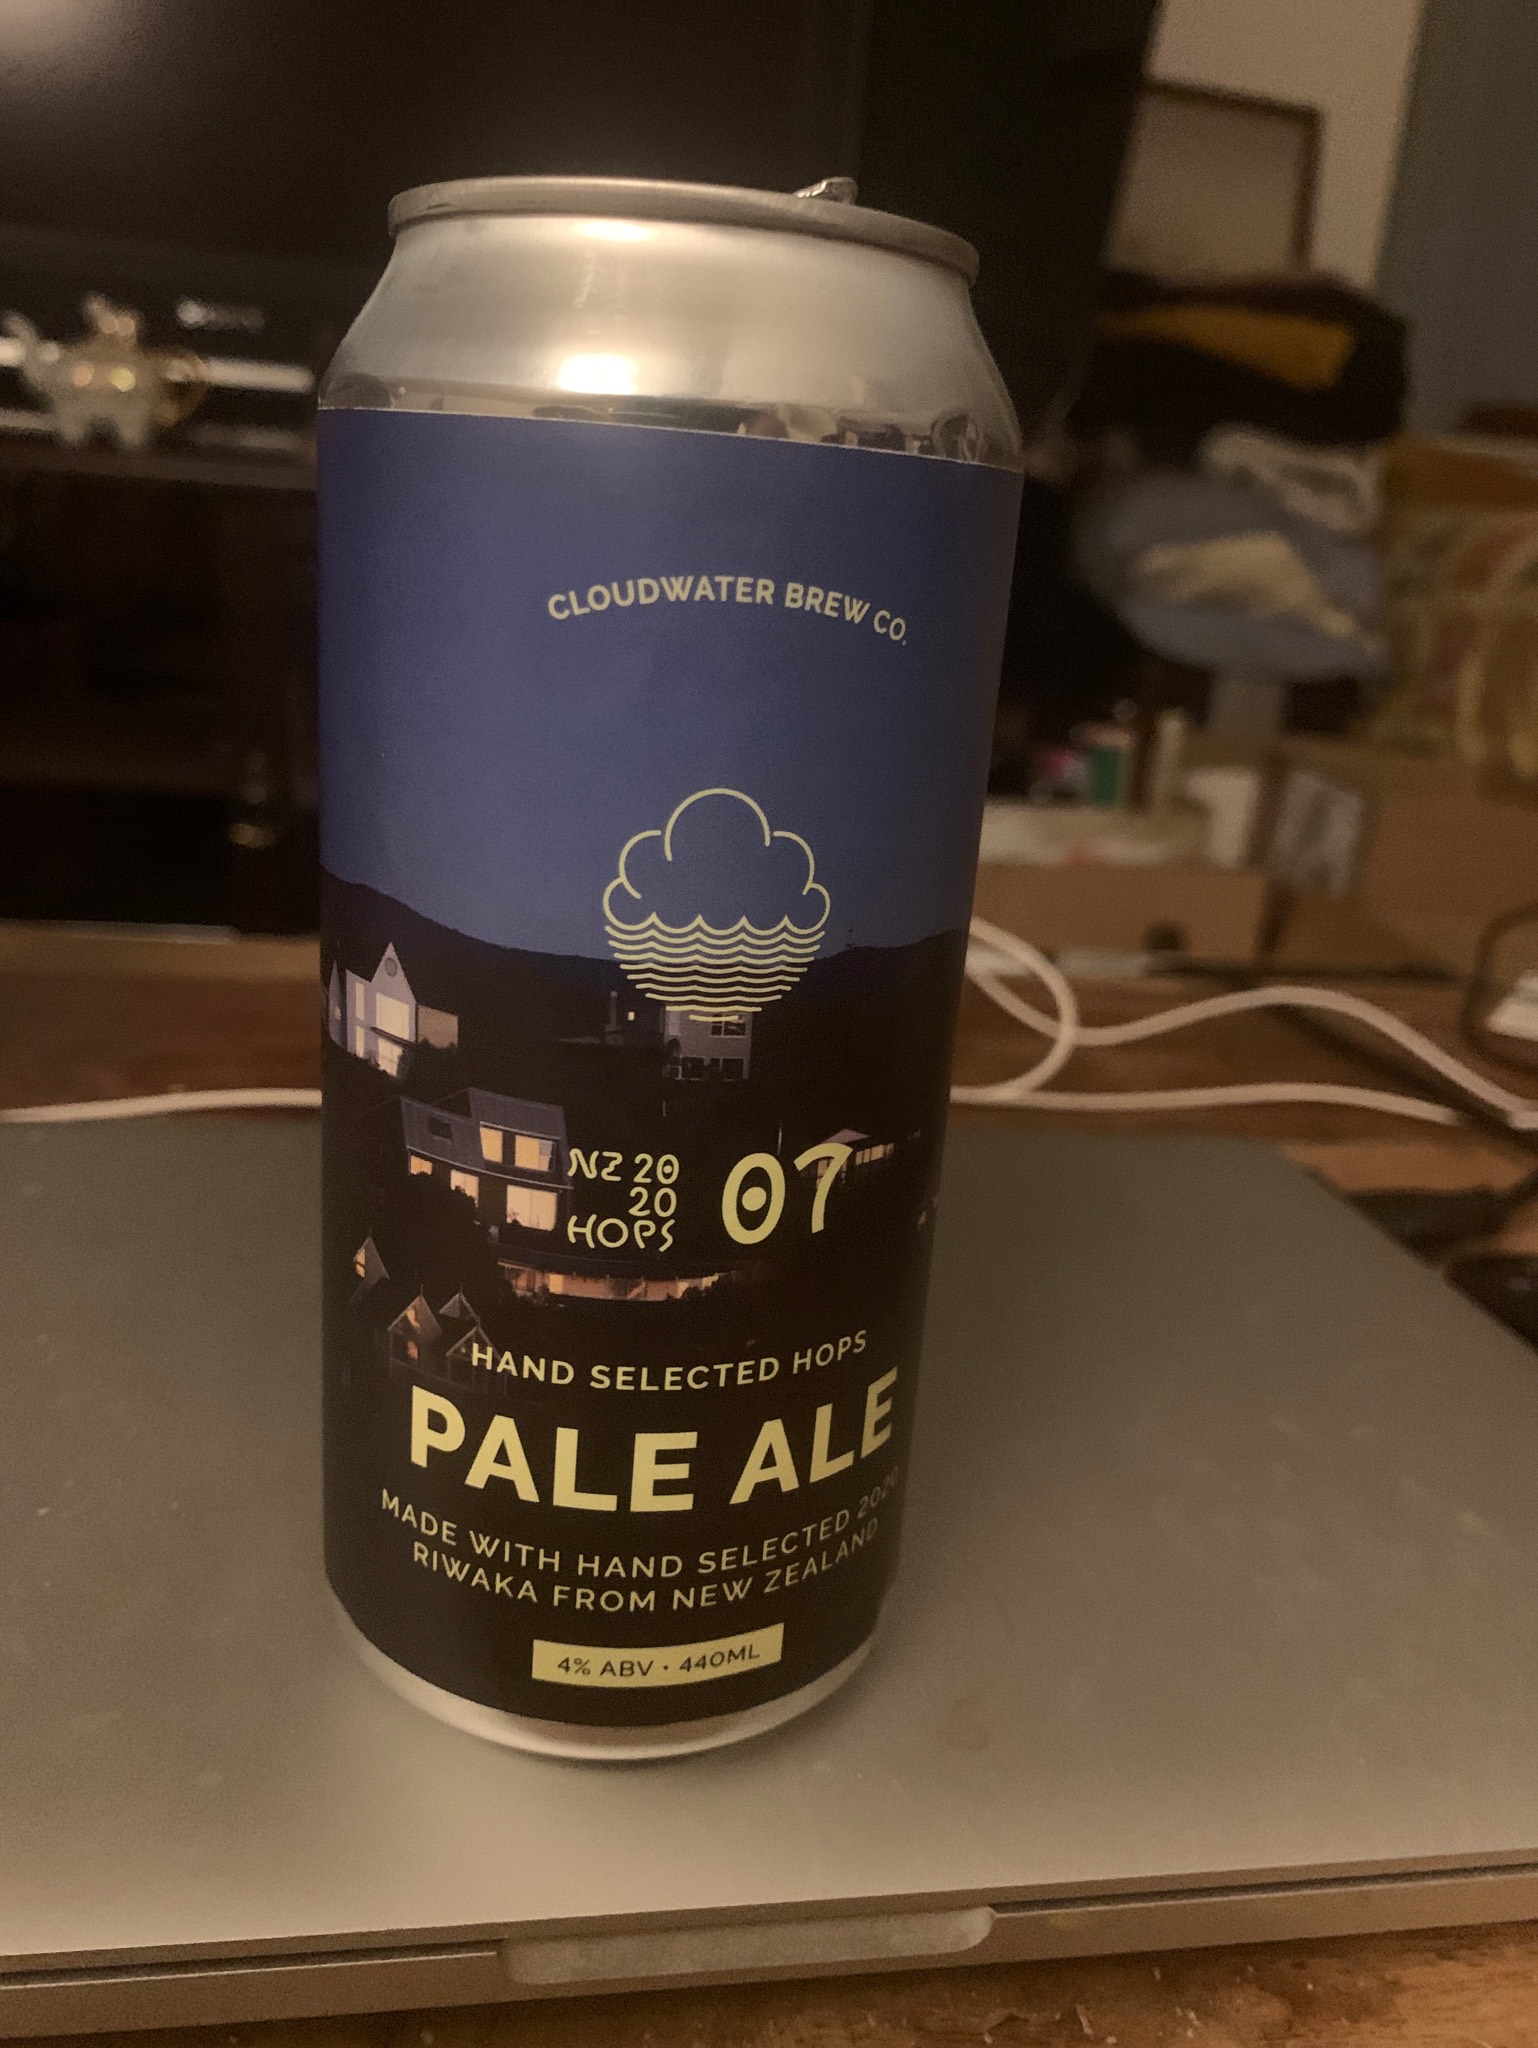 CLOUDWATER BREW CO.
NZ 20
20
HOPS
07
HAND SELECTED HOPS
PALE ALE
MADE WITH HAND SELECTED 2020
RIWAKA FROM NEW ZEALAND
4% ABV • 440ML